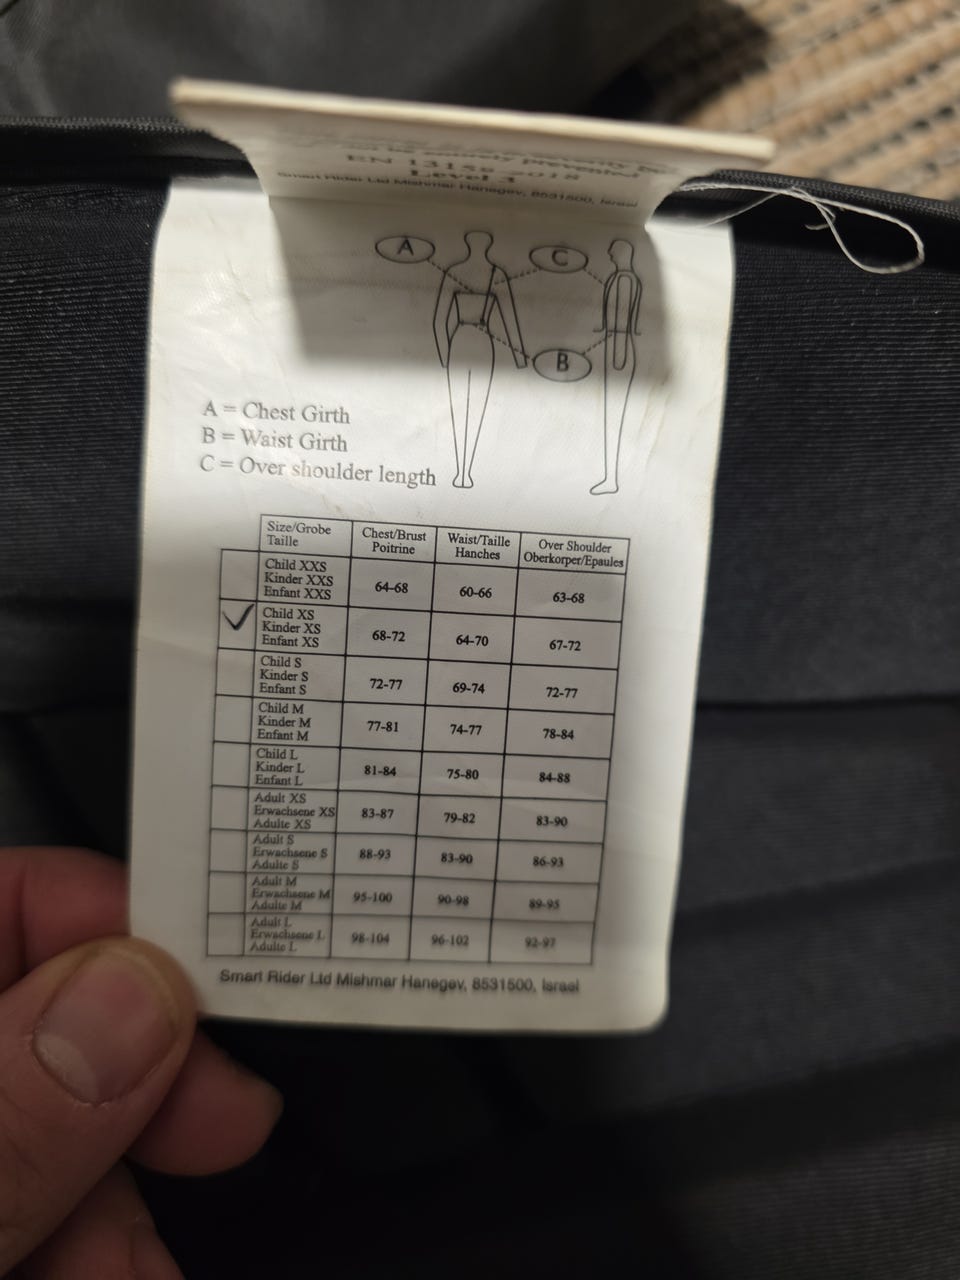 not be entirely prevented
EN 13158:2018
Level 3
Smart Rider Ltd Mishmar Hanegev, 8531500, Israel
A
C
B
A = Chest Girth
B = Waist Girth
C = Over shoulder length
Size/Grobe
Taille
Chest/Brust
Poitrine
Waist/Taille
Hanches
Over Shoulder
Oberkorper/Epaules
Child XXS
Kinder XXS
Enfant XXS
64-68
60-66
63-68
Child XS
Kinder XS
Enfant XS
68-72
64-70
67-72
Child S
Kinder S
Enfant S
72-77
69-74
72-77
Child M
Kinder M
Enfant M
77-81
74-77
78-84
Child L
Kinder L
Enfant L
81-84
75-80
84-88
Adult XS
Erwachsene XS
Adulte XS
83-87
79-82
83-90
Adult S
Erwachsene S
Adulte S
88-93
83-90
86-93
Adult M
Erwachsene M
Adulte M
95-100
90-98
89-95
Adult L
Erwachsene L
Adulte L
98-104
96-102
92-97
Smart Rider Ltd Mishmar Hanegev, 8531500, Israel